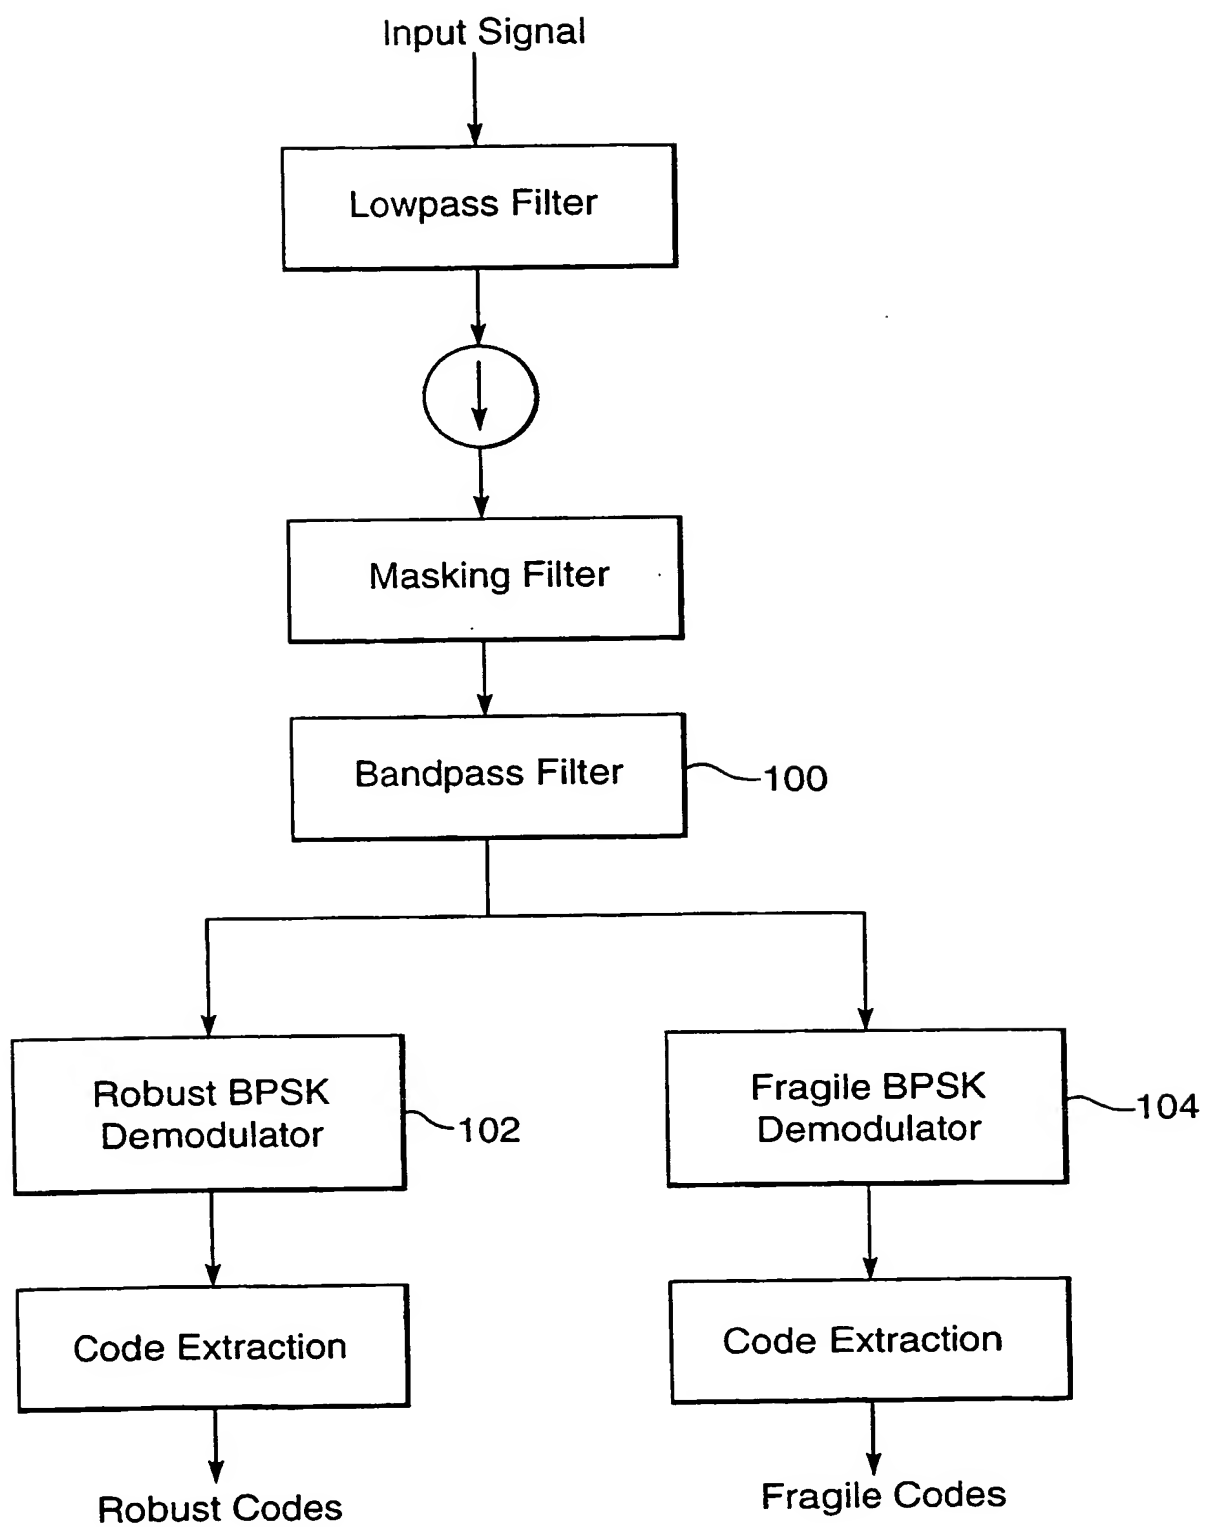 Input Signal
Lowpass Filter
Masking Filter
Bandpass Filter
100
Robust BPSK
Demodulator
102
Fragile BPSK
Demodulator
104
Code Extraction
Code Extraction
Robust Codes
Fragile Codes